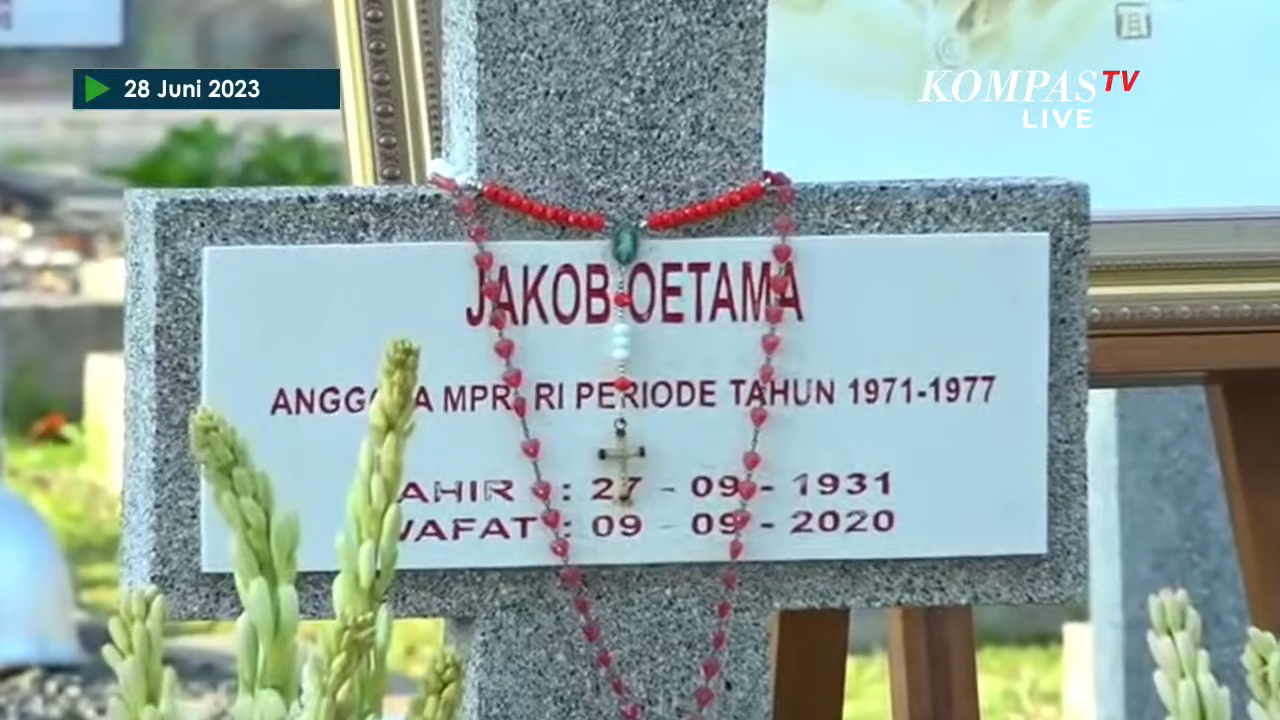 28 Juni 2023
KOMPAS TV
LIVE
JAKOB OETAMA
ANGGOTA MPR RI PERIODE TAHUN 1971-1977
LAHIR : 27 - 09 - 1931
WAFAT : 09 - 09 - 2020